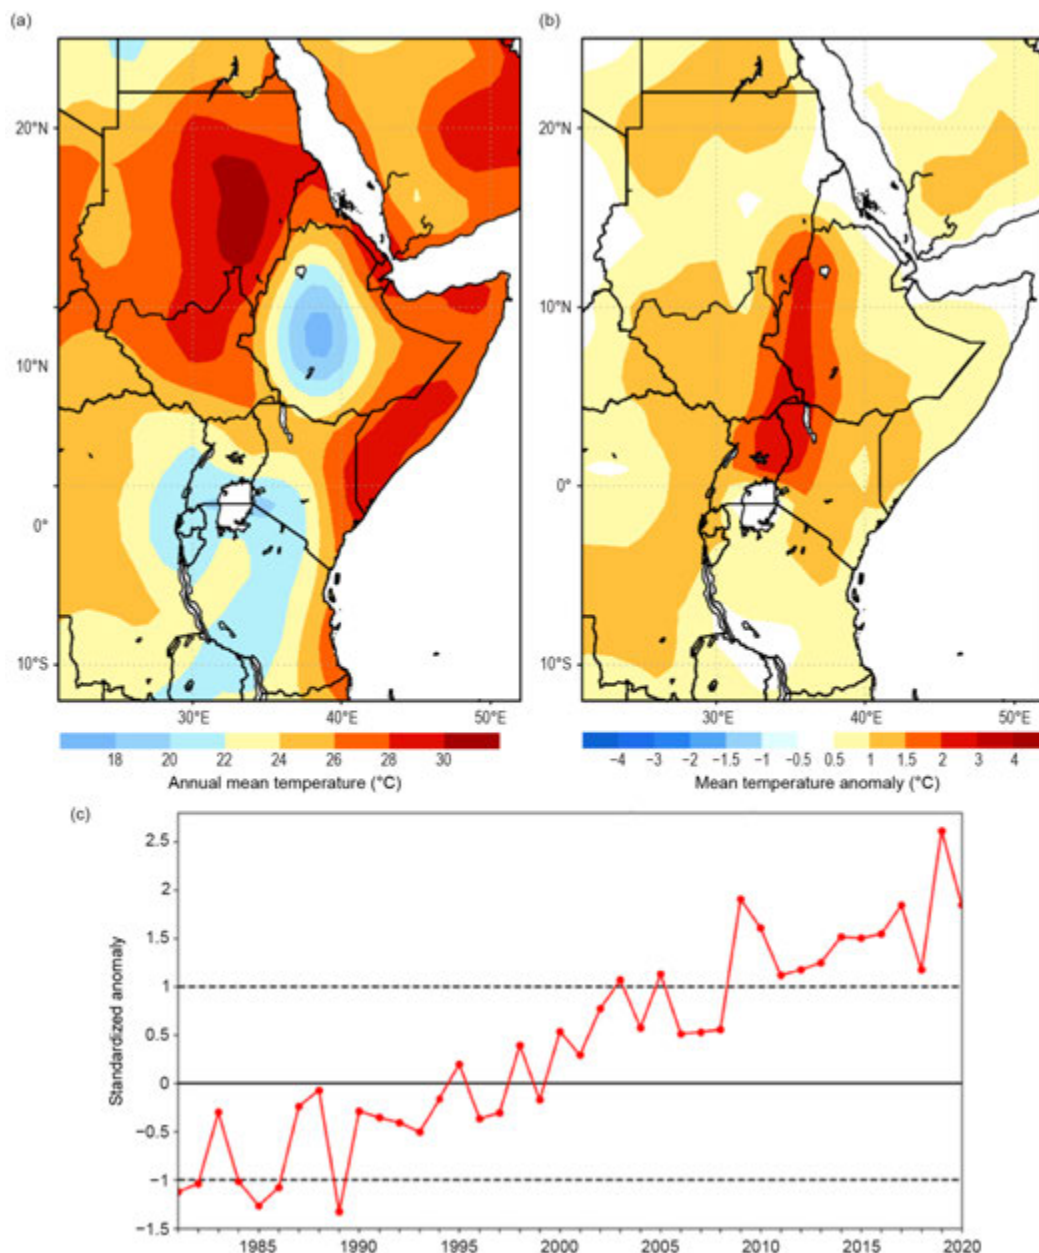 (a)
(b)
20°N
20°N
10°N
10°N
0°
0°
10°S
10°S
30°E 40°E 50°E
30°E 40°E 50°E
18 20 22 24 26 28 30
−4 −3 −2 −1.5 −1 −0.5 0.5 1 1.5 2 3 4
Annual mean temperature (°C)
Mean temperature anomaly (°C)
(c)
2.5
2
1.5
1
0.5
0
−0.5
−1
−1.5
Standardized anomaly
1985 1990 1995 2000 2005 2010 2015 2020